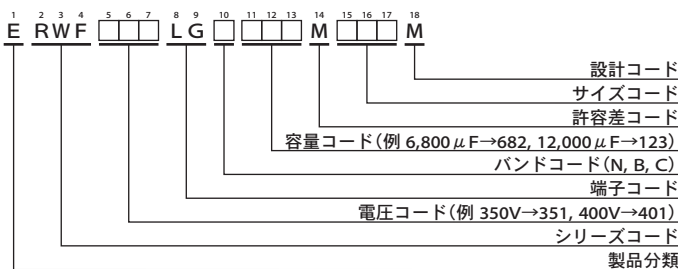 1 2 3 4 5 6 7 8 9 10 11 12 13 14 15 16 17 18
E RWF □□□ LG □ □□□ M □□□ M
設計コード
サイズコード
許容差コード
容量コード(例 6,800μF→682, 12,000μF→123)
バンドコード(N, B, C)
端子コード
電圧コード(例 350V→351, 400V→401)
シリーズコード
製品分類